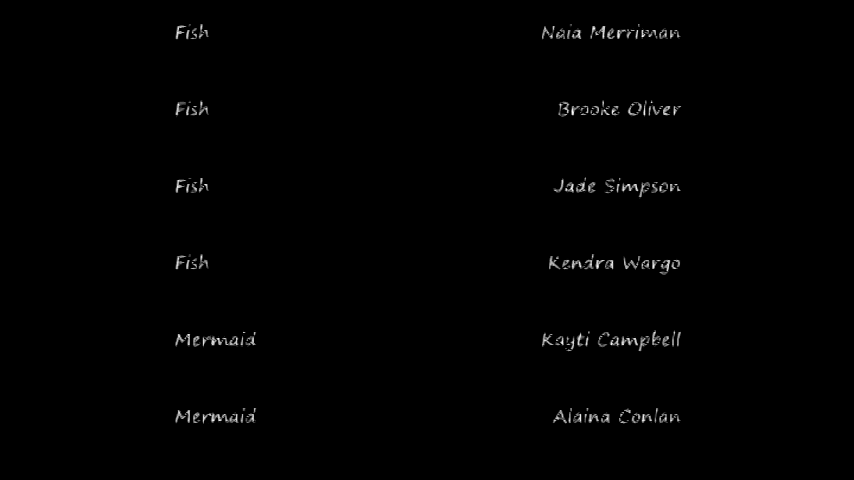 Fish Naia Merriman
Fish Brooke Oliver
Fish Jade Simpson
Fish Kendra Wargo
Mermaid Kayti Campbell
Mermaid Alaina Conlan